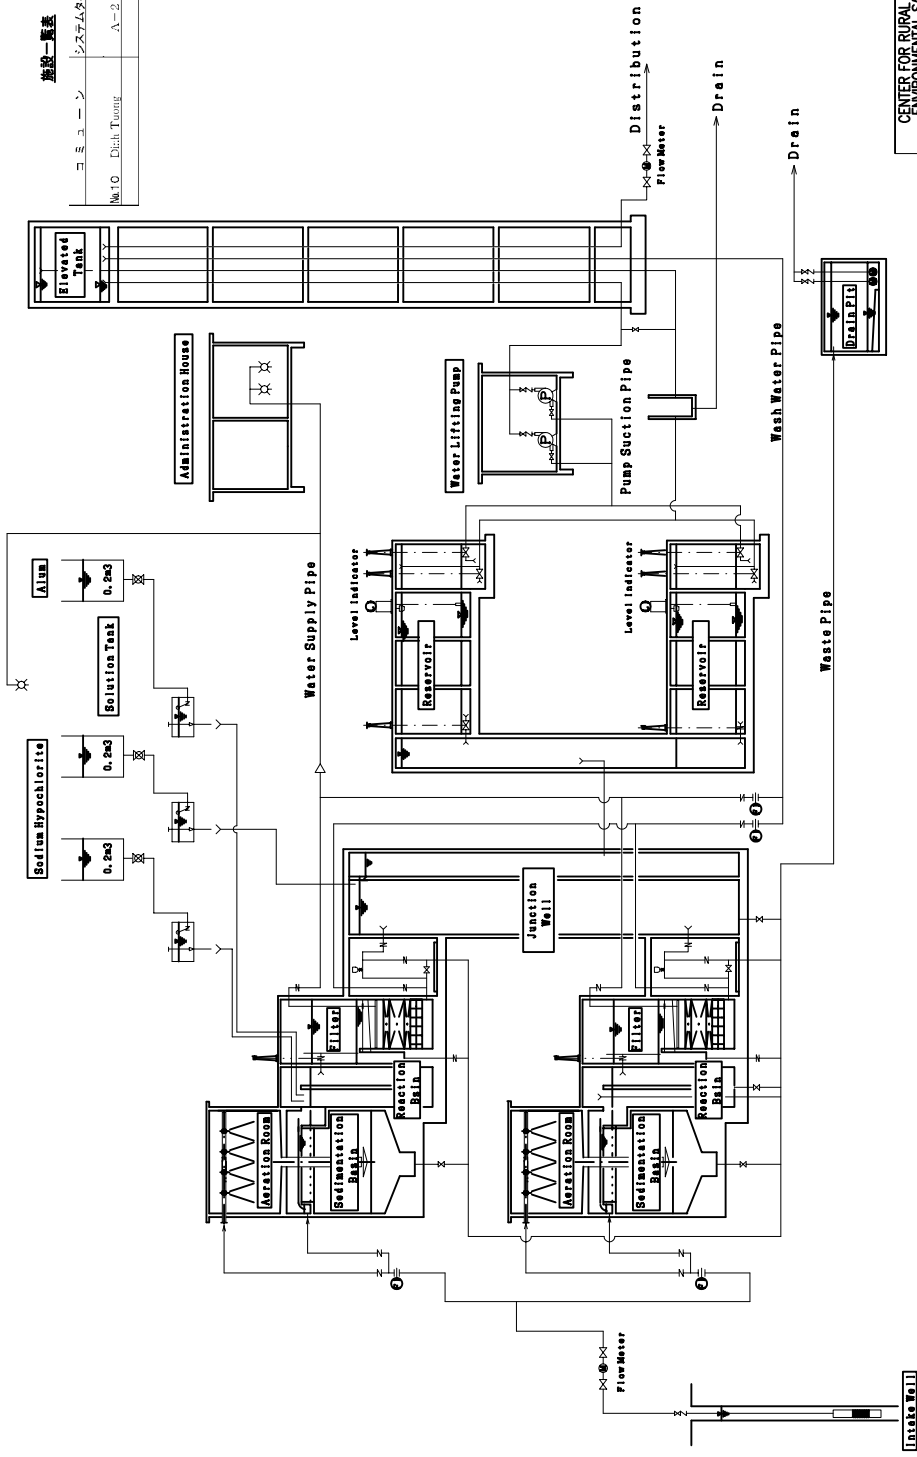 施設一覧表
コミューン
システムタ
No.10 Dinh Tuong
A-2
CENTER FOR RURAL
ENVIRONMENTAL SA
Distribution
Flow Meter
Drain
Drain
Elevated
Tank
Drain Pit
Administration House
Water Lifting Pump
P
P
Pump Suction Pipe
Wash Water Pipe
Alum
0.2m3
Solution Tank
Sodium Hypochlorite
0.2m3
0.2m3
Water Supply Pipe
Level Indicator
Reservoir
Level Indicator
Reservoir
Waste Pipe
Junction
Well
Filter
Reaction
Basin
Aeration Room
Sedimentation
Basin
Filter
Reaction
Basin
Aeration Room
Sedimentation
Basin
Flow Meter
Intake Well